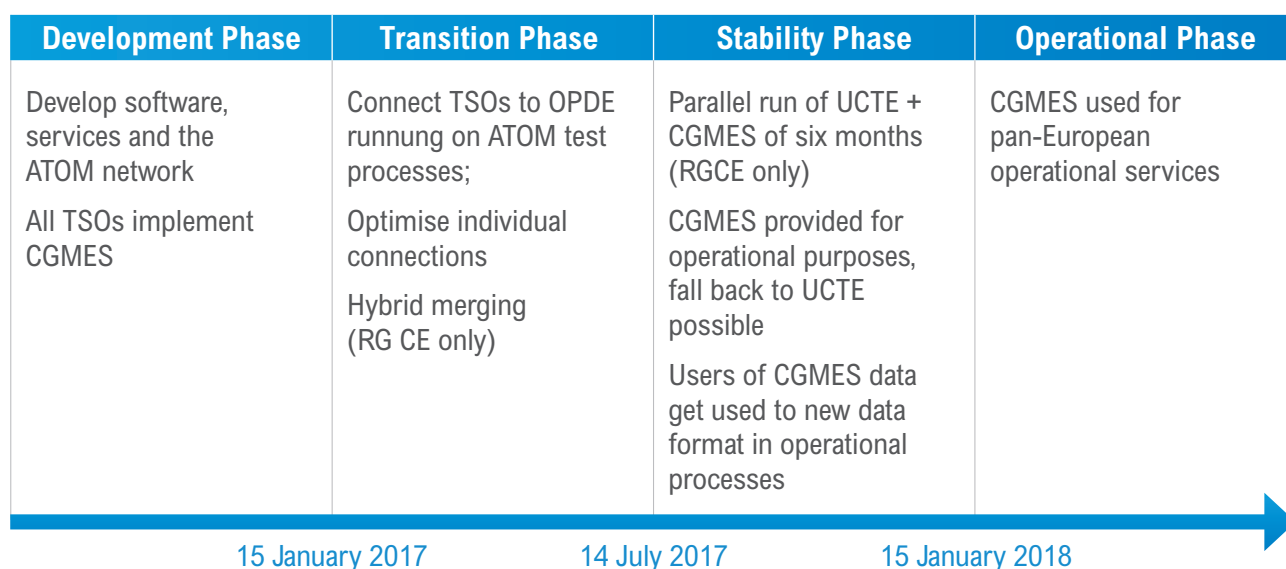 Development Phase
Transition Phase
Stability Phase
Operational Phase
Develop software,
services and the
ATOM network
All TSOs implement
CGMES
Connect TSOs to OPDE
runnung on ATOM test
processes;
Optimise individual
connections
Hybrid merging
(RG CE only)
Parallel run of UCTE +
CGMES of six months
(RGCE only)
CGMES provided for
operational purposes,
fall back to UCTE
possible
Users of CGMES data
get used to new data
format in operational
processes
CGMES used for
pan-European
operational services
15 January 2017
14 July 2017
15 January 2018